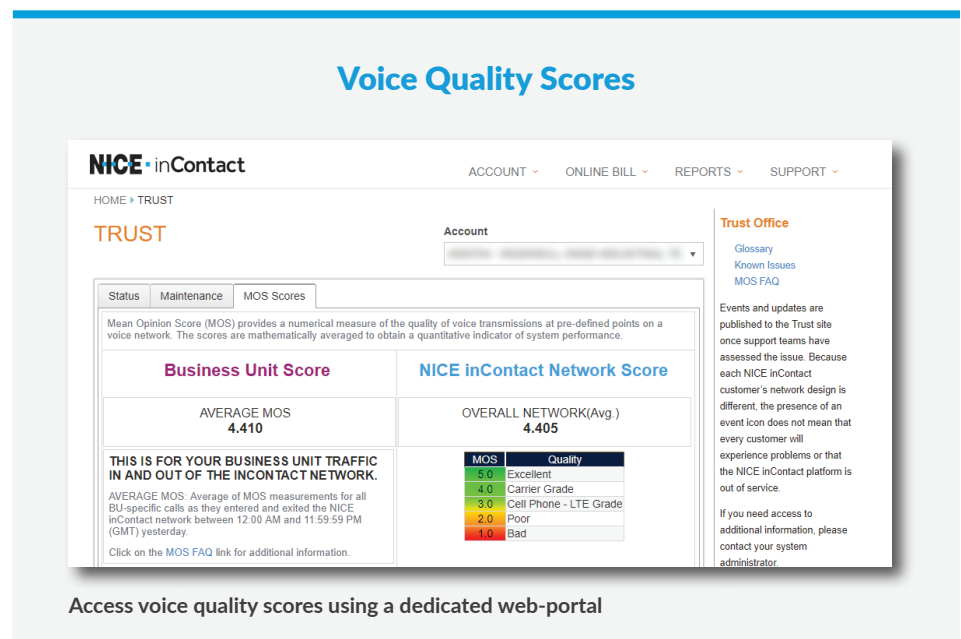 Voice Quality Scores
NICE inContact
ACCOUNT ONLINE BILL REPORTS SUPPORT
HOME TRUST
TRUST
Account
Status Maintenance MOS Scores
Mean Opinion Score (MOS) provides a numerical measure of the quality of voice transmissions at pre-defined points on a
voice network. The scores are mathematically averaged to obtain a quantitative indicator of system performance.
Business Unit Score
AVERAGE MOS
4.410
THIS IS FOR YOUR BUSINESS UNIT TRAFFIC
IN AND OUT OF THE INCONTACT NETWORK.
AVERAGE MOS: Average of MOS measurements for all
BU-specific calls as they entered and exited the NICE
inContact network between 12:00 AM and 11:59:59 PM
(GMT) yesterday.
Click on the MOS FAQ link for additional information.
NICE inContact Network Score
OVERALL NETWORK(Avg.)
4.405
MOS Quality
5.0 Excellent
4.0 Carrier Grade
3.0 Cell Phone - LTE Grade
2.0 Poor
1.0 Bad
Trust Office
Glossary
Known Issues
MOS FAQ
Events and updates are
published to the Trust site
once support teams have
assessed the issue. Because
each NICE inContact
customer's network design is
different, the presence of an
event icon does not mean that
every customer will
experience problems or that
the NICE inContact platform is
out of service.
If you need access to
additional information, please
contact your system
administrator.
Access voice quality scores using a dedicated web-portal